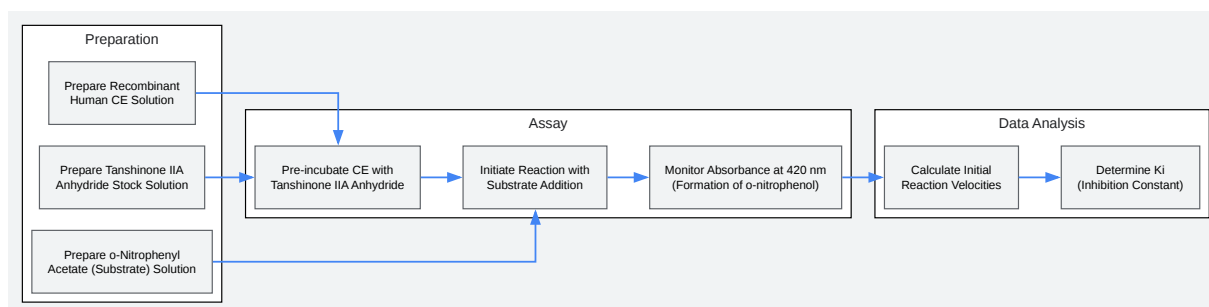 Preparation
Prepare Recombinant
Human CE Solution
Prepare Tanshinone IIA
Anhydride Stock Solution
Prepare o-Nitrophenyl
Acetate (Substrate) Solution
Assay
Pre-incubate CE with
Tanshinone IIA Anhydride
Initiate Reaction with
Substrate Addition
Monitor Absorbance at 420 nm
(Formation of o-nitrophenol)
Data Analysis
Calculate Initial
Reaction Velocities
Determine Ki
(Inhibition Constant)